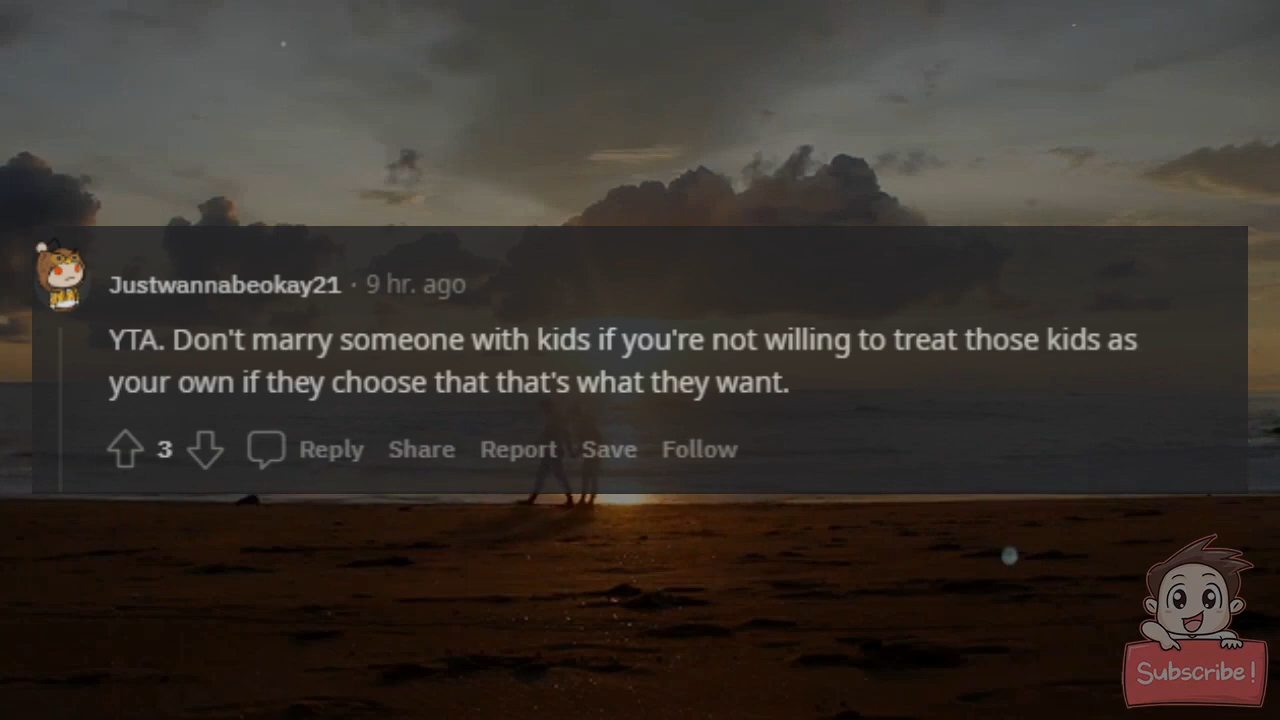 Justwannabeokay21 · 9 hr. ago
YTA. Don't marry someone with kids if you're not willing to treat those kids as
your own if they choose that that's what they want.
3 Reply Share Report Save Follow
Subscribe!